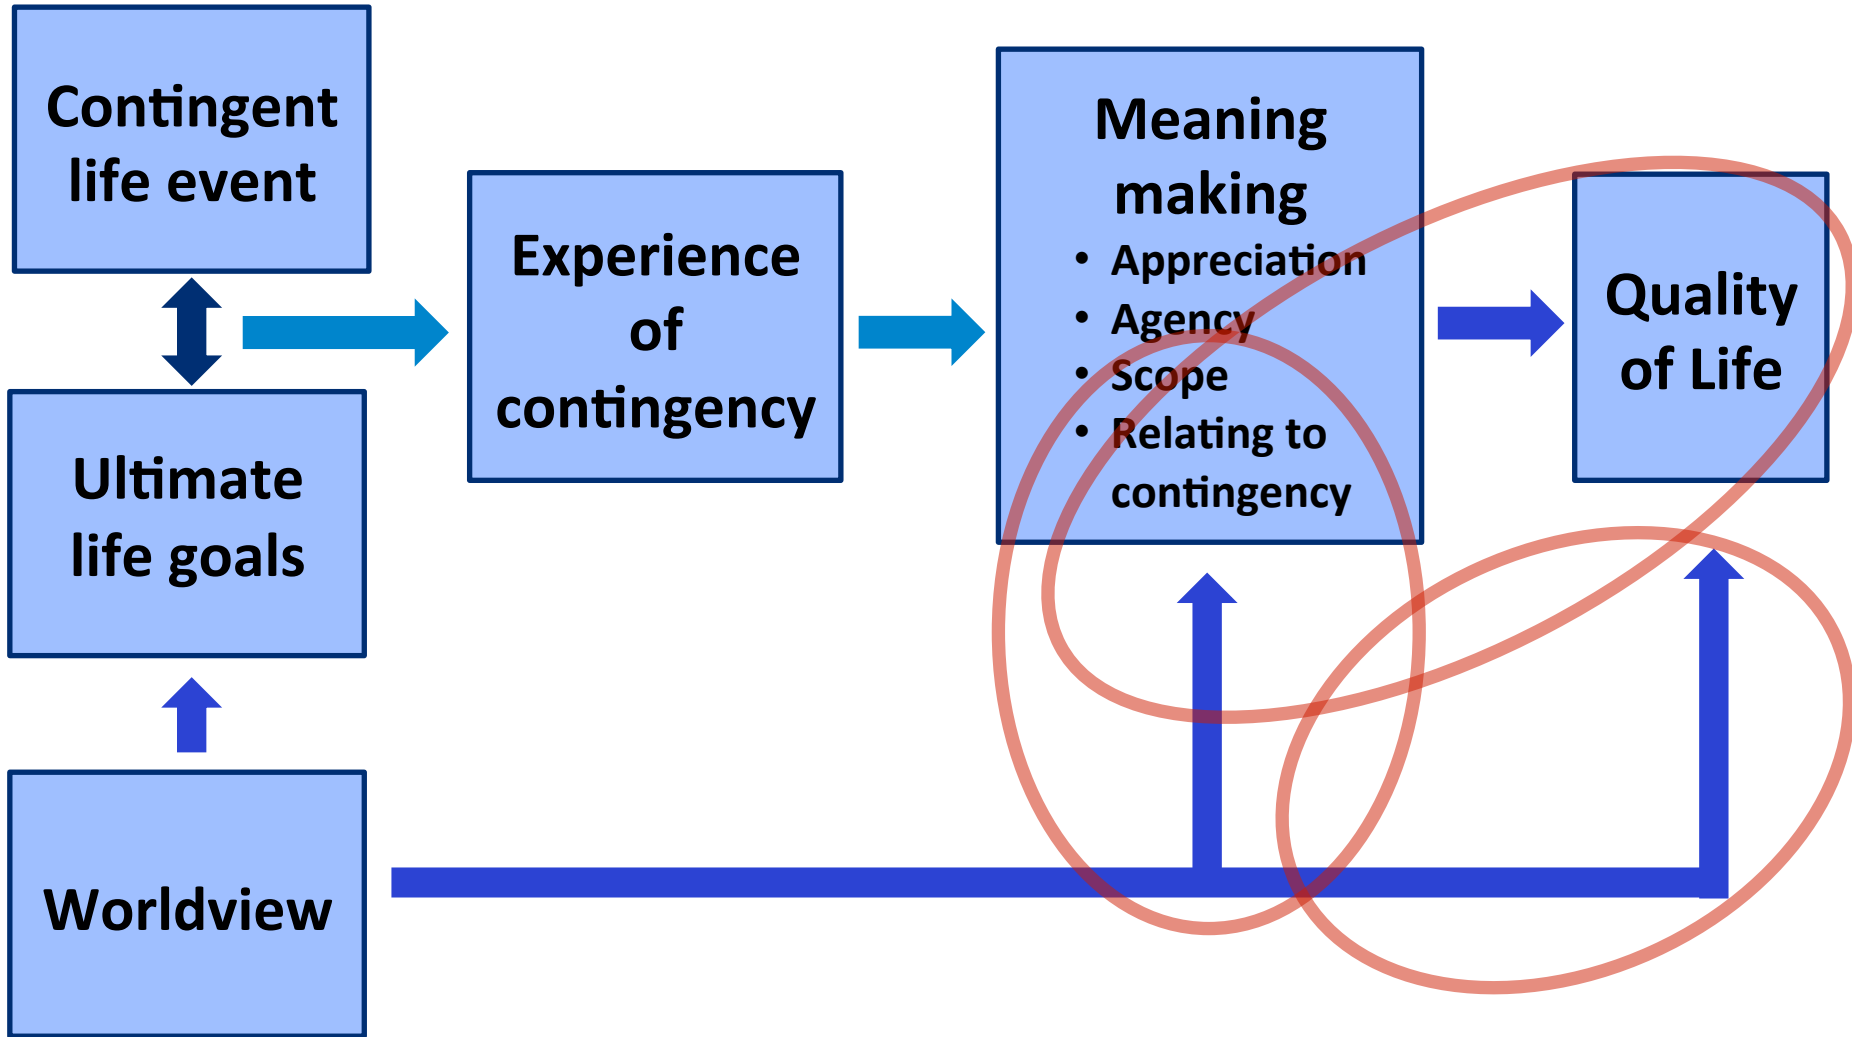 Contingent
life event
Ultimate
life goals
Worldview
Experience
of
contingency
Meaning
making
• Appreciation
• Agency
• Scope
• Relating to
contingency
Quality
of Life